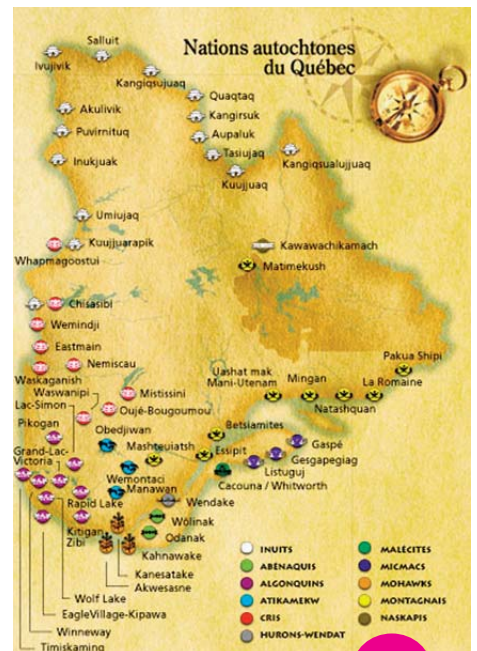 Nations autochtones
du Québec
Salluit
Ivujivik
Kangiqsujuaq
Quaqtaq
Akulivik
Kangirsuk
Puvirnituq
Aupaluk
Tasiujaq
Inukjuak
Kangiqsualujjuaq
Kuujjuaq
Umiujaq
Kuujjuarapik
Kawawachikamach
Whapmagoostui
Matimekush
Chisasibi
Wemindji
Eastmain
Nemiscau
Pakua Shipi
Waskaganish
Uashat mak
Mani-Utenam
Mingan
La Romaine
Waswanipi
Mistissini
Natashquan
Lac-Simon
Oujé-Bougoumou
Pikogan
Obedjiwan
Betsiamites
Mashteuiatsh
Essipit
Gaspé
Grand-Lac-
Victoria
Gesgapegiag
Listuguj
Wemontaci
Cacouna / Whitworth
Manawan
Rapid Lake
Wendake
Kitigan
Zibi
Wôlinak
Odanak
Kahnawake
Kanesatake
Akwesasne
Wolf Lake
EagleVillage-Kipawa
Winneway
Timiskaming
INUITS
ABÉNAQUIS
ALGONQUINS
ATIKAMEKW
CRIS
HURONS-WENDAT
MALÉCITES
MICMACS
MOHAWKS
MONTAGNAIS
NASKAPIS